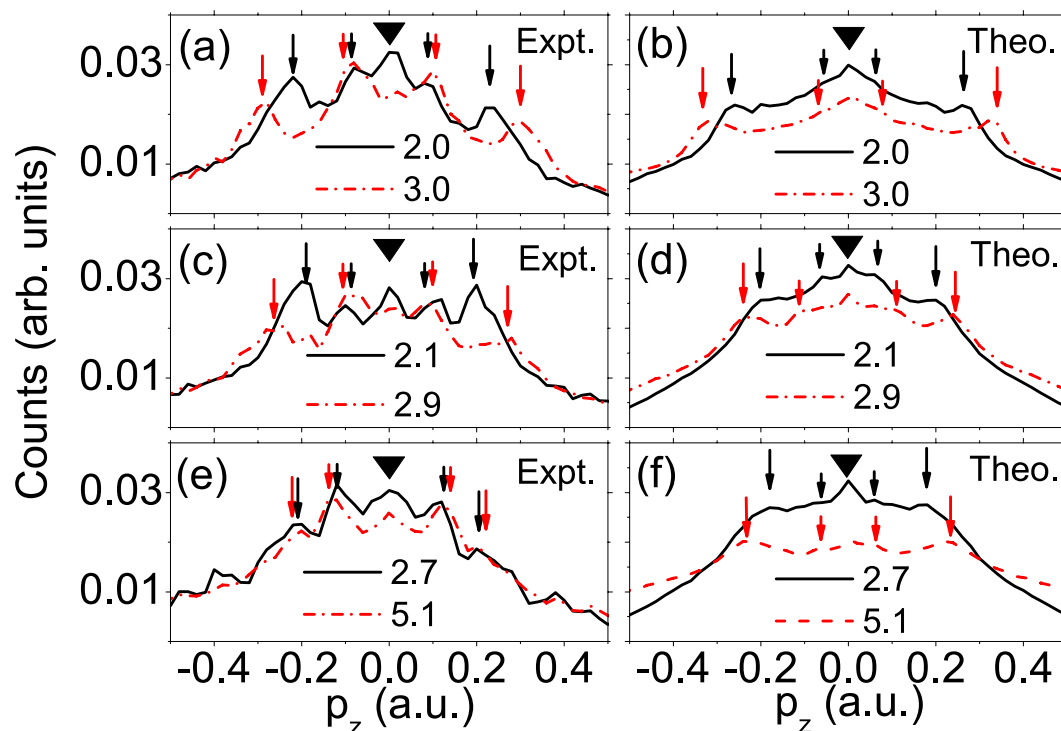 Counts (arb. units)
(a) Expt.
0.03
0.01
2.0
3.0
(b) Theo.
2.0
3.0
(c) Expt.
0.03
0.01
2.1
2.9
(d) Theo.
2.1
2.9
(e) Expt.
0.03
0.01
2.7
5.1
(f) Theo.
2.7
5.1
-0.4 -0.2 0.0 0.2 0.4
-0.4 -0.2 0.0 0.2 0.4
p_z (a.u.)
p_z (a.u.)